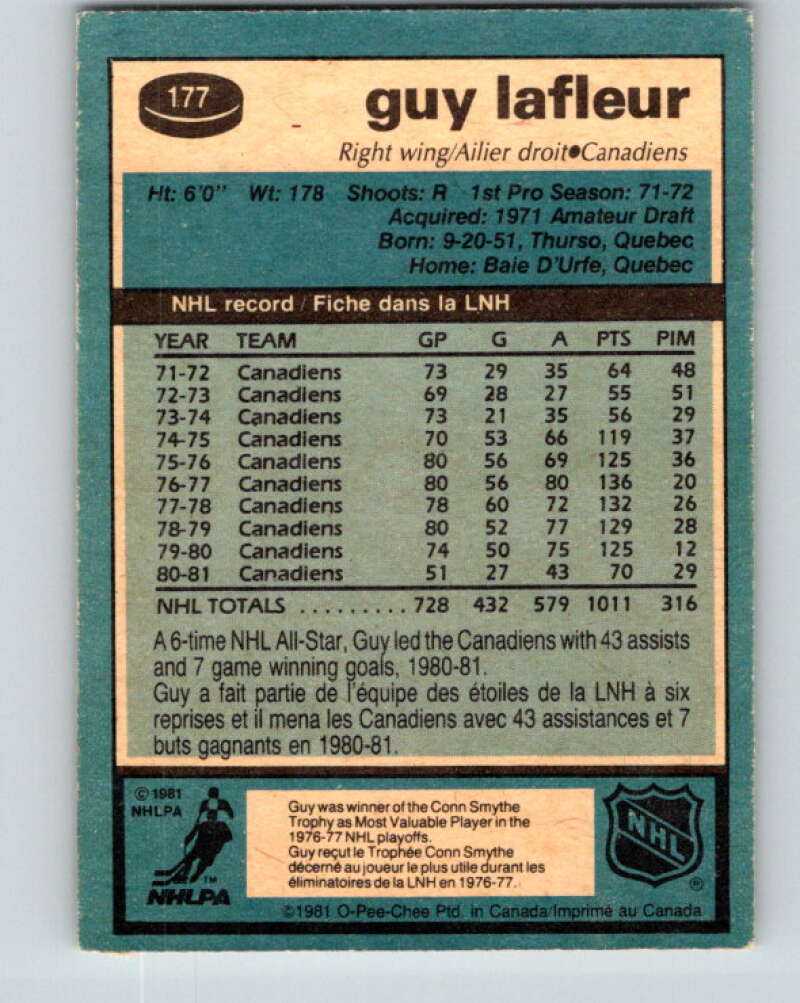 177
guy lafleur
Right wing/Ailier droit•Canadiens
Ht: 6'0" Wt: 178 Shoots: R 1st Pro Season: 71-72
Acquired: 1971 Amateur Draft
Born: 9-20-51, Thurso, Quebec
Home: Baie D'Urfe, Quebec
NHL record / Fiche dans la LNH
YEAR TEAM GP G A PTS PIM
71-72 Canadiens 73 29 35 64 48
72-73 Canadiens 69 28 27 55 51
73-74 Canadiens 73 21 35 56 29
74-75 Canadiens 70 53 66 119 37
75-76 Canadiens 80 56 69 125 36
76-77 Canadiens 80 56 80 136 20
77-78 Canadiens 78 60 72 132 26
78-79 Canadiens 80 52 77 129 28
79-80 Canadiens 74 50 75 125 12
80-81 Canadiens 51 27 43 70 29
NHL TOTALS ......... 728 432 579 1011 316
A 6-time NHL All-Star, Guy led the Canadiens with 43 assists
and 7 game winning goals, 1980-81.
Guy a fait partie de l'équipe des étoiles de la LNH à six
reprises et il mena les Canadiens avec 43 assistances et 7
buts gagnants en 1980-81.
© 1981
NHLPA
TM
NHLPA
Guy was winner of the Conn Smythe
Trophy as Most Valuable Player in the
1976-77 NHL playoffs.
Guy reçut le Trophée Conn Smythe
décerné au joueur le plus utile durant les
éliminatoires de la LNH en 1976-77.
NHL
®
©1981 O-Pee-Chee Ptd. in Canada/Imprimé au Canada